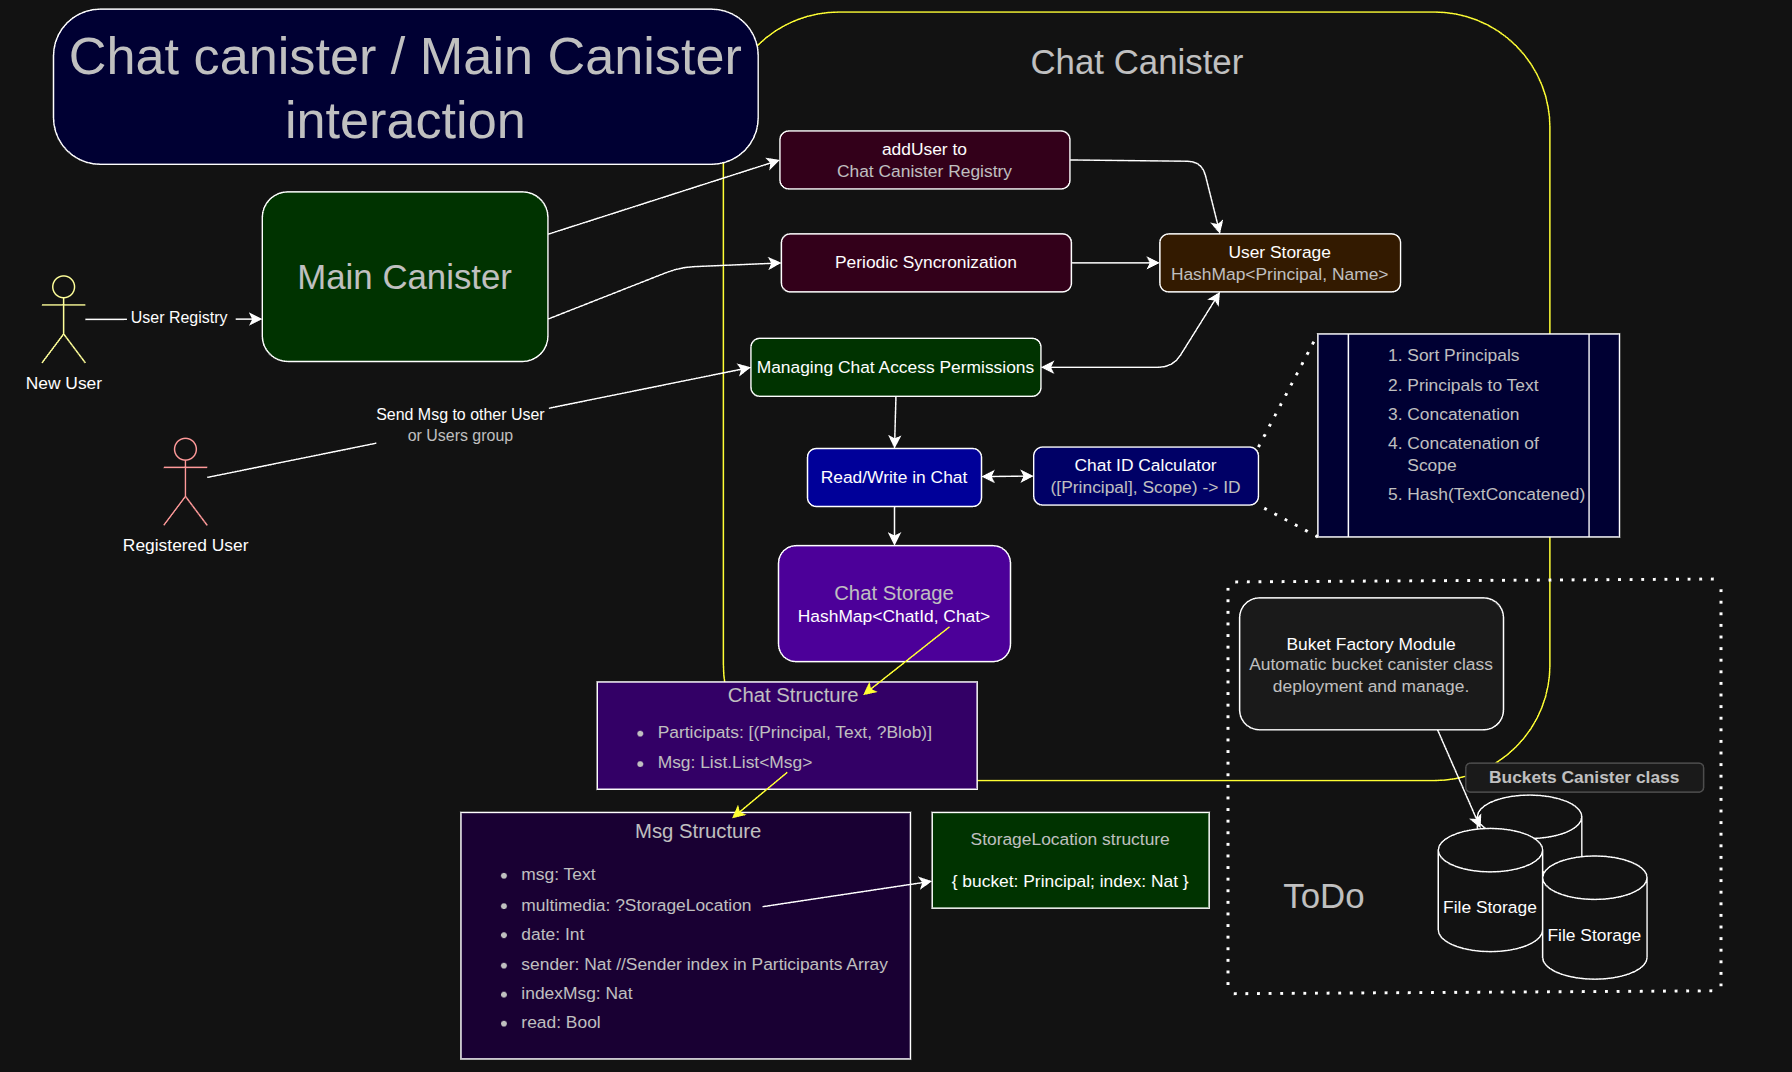 Chat canister / Main Canister
interaction
Chat Canister
addUser to
Chat Canister Registry
Main Canister
Periodic Syncronization
User Storage
HashMap<Principal, Name>
User Registry
New User
Managing Chat Access Permissions
1. Sort Principals
2. Principals to Text
3. Concatenation
4. Concatenation of
Scope
5. Hash(TextConcatened)
Send Msg to other User
or Users group
Registered User
Read/Write in Chat
Chat ID Calculator
([Principal], Scope) -> ID
Chat Storage
HashMap<ChatId, Chat>
Chat Structure
• Participats: [(Principal, Text, ?Blob)]
• Msg: List.List<Msg>
Buket Factory Module
Automatic bucket canister class
deployment and manage.
Buckets Canister class
Msg Structure
• msg: Text
• multimedia: ?StorageLocation
• date: Int
• sender: Nat //Sender index in Participants Array
• indexMsg: Nat
• read: Bool
StorageLocation structure
{ bucket: Principal; index: Nat }
ToDo
File Storage
File Storage